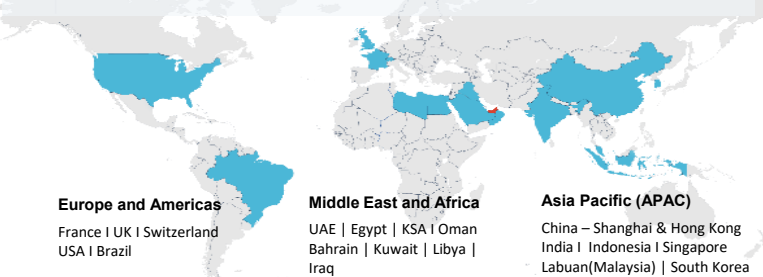 Europe and Americas
France I UK I Switzerland
USA I Brazil
Middle East and Africa
UAE | Egypt | KSA I Oman
Bahrain | Kuwait | Libya |
Iraq
Asia Pacific (APAC)
China – Shanghai & Hong Kong
India I Indonesia I Singapore
Labuan(Malaysia) | South Korea